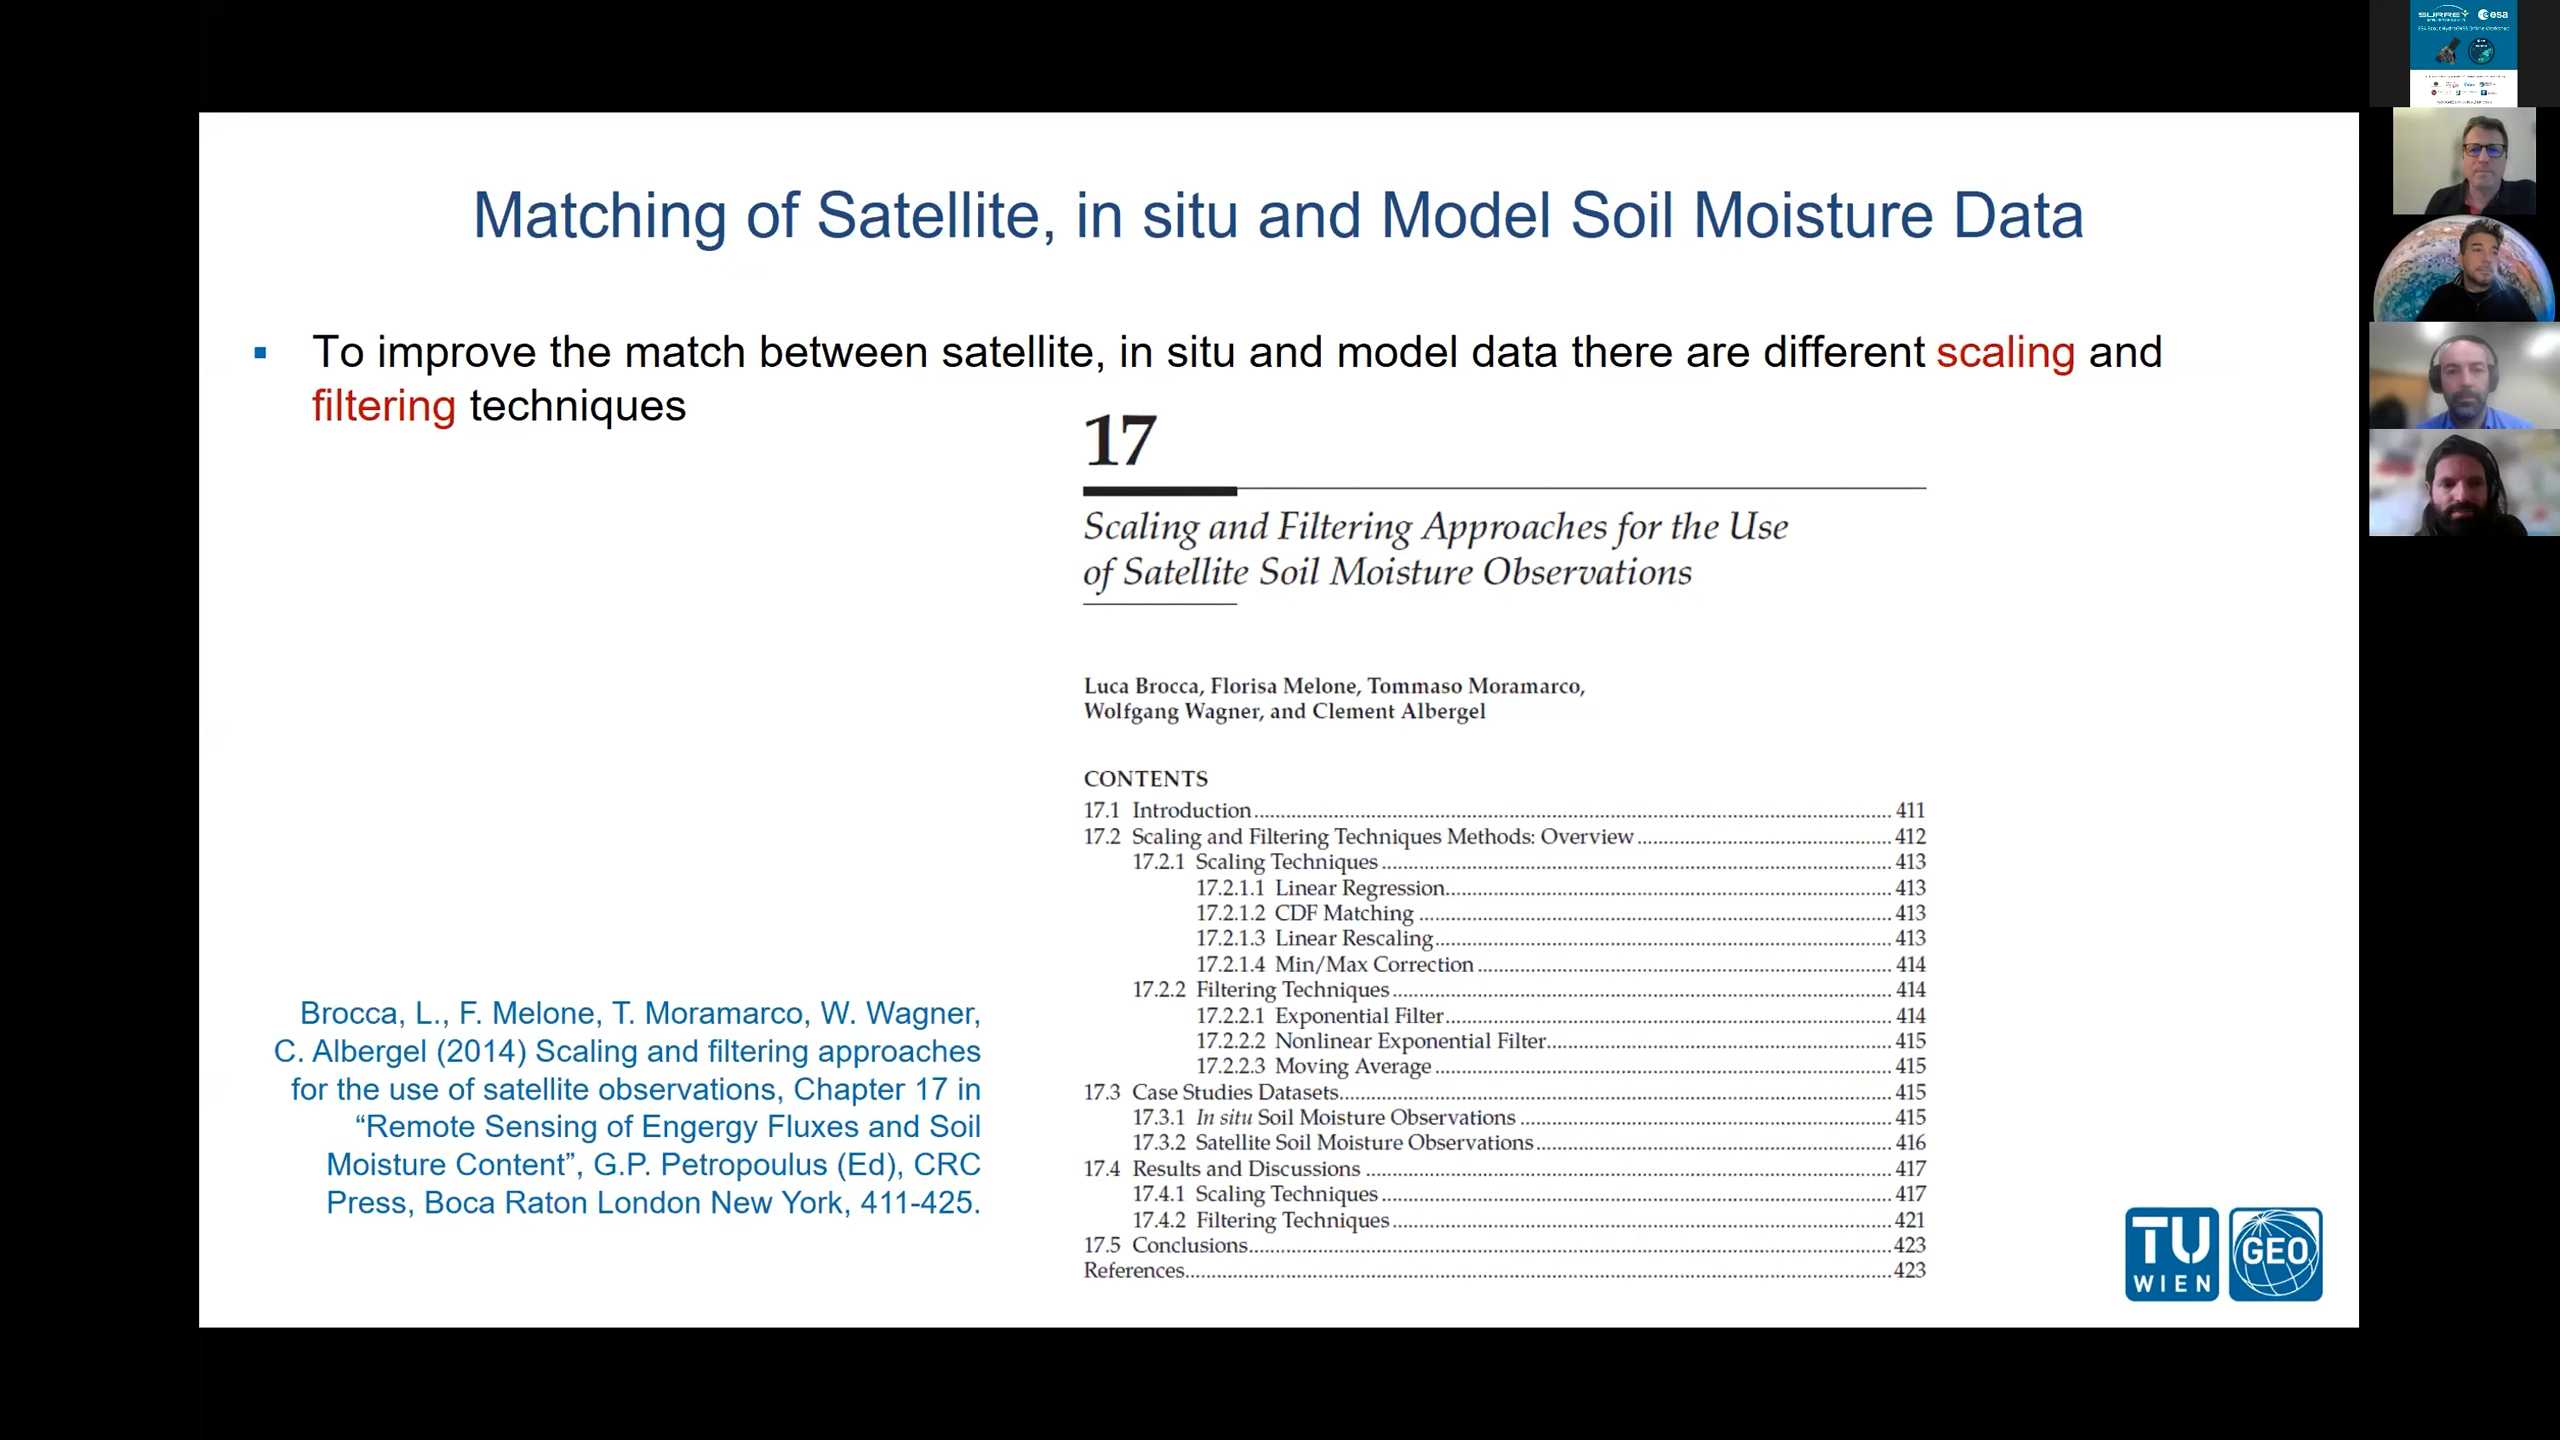 Matching of Satellite, in situ and Model Soil Moisture Data
▪ To improve the match between satellite, in situ and model data there are different scaling and
filtering techniques
17
Scaling and Filtering Approaches for the Use
of Satellite Soil Moisture Observations
Luca Brocca, Florisa Melone, Tommaso Moramarco,
Wolfgang Wagner, and Clement Albergel
CONTENTS
17.1 Introduction 411
17.2 Scaling and Filtering Techniques Methods: Overview 412
17.2.1 Scaling Techniques 413
17.2.1.1 Linear Regression 413
17.2.1.2 CDF Matching 413
17.2.1.3 Linear Rescaling 413
17.2.1.4 Min/Max Correction 414
17.2.2 Filtering Techniques 414
17.2.2.1 Exponential Filter 414
17.2.2.2 Nonlinear Exponential Filter 415
17.2.2.3 Moving Average 415
17.3 Case Studies Datasets 415
17.3.1 In situ Soil Moisture Observations 415
17.3.2 Satellite Soil Moisture Observations 416
17.4 Results and Discussions 417
17.4.1 Scaling Techniques 417
17.4.2 Filtering Techniques 421
17.5 Conclusions 423
References 423
Brocca, L., F. Melone, T. Moramarco, W. Wagner,
C. Albergel (2014) Scaling and filtering approaches
for the use of satellite observations, Chapter 17 in
“Remote Sensing of Engergy Fluxes and Soil
Moisture Content”, G.P. Petropoulus (Ed), CRC
Press, Boca Raton London New York, 411-425.
TU
WIEN
GEO
SURREY
esa